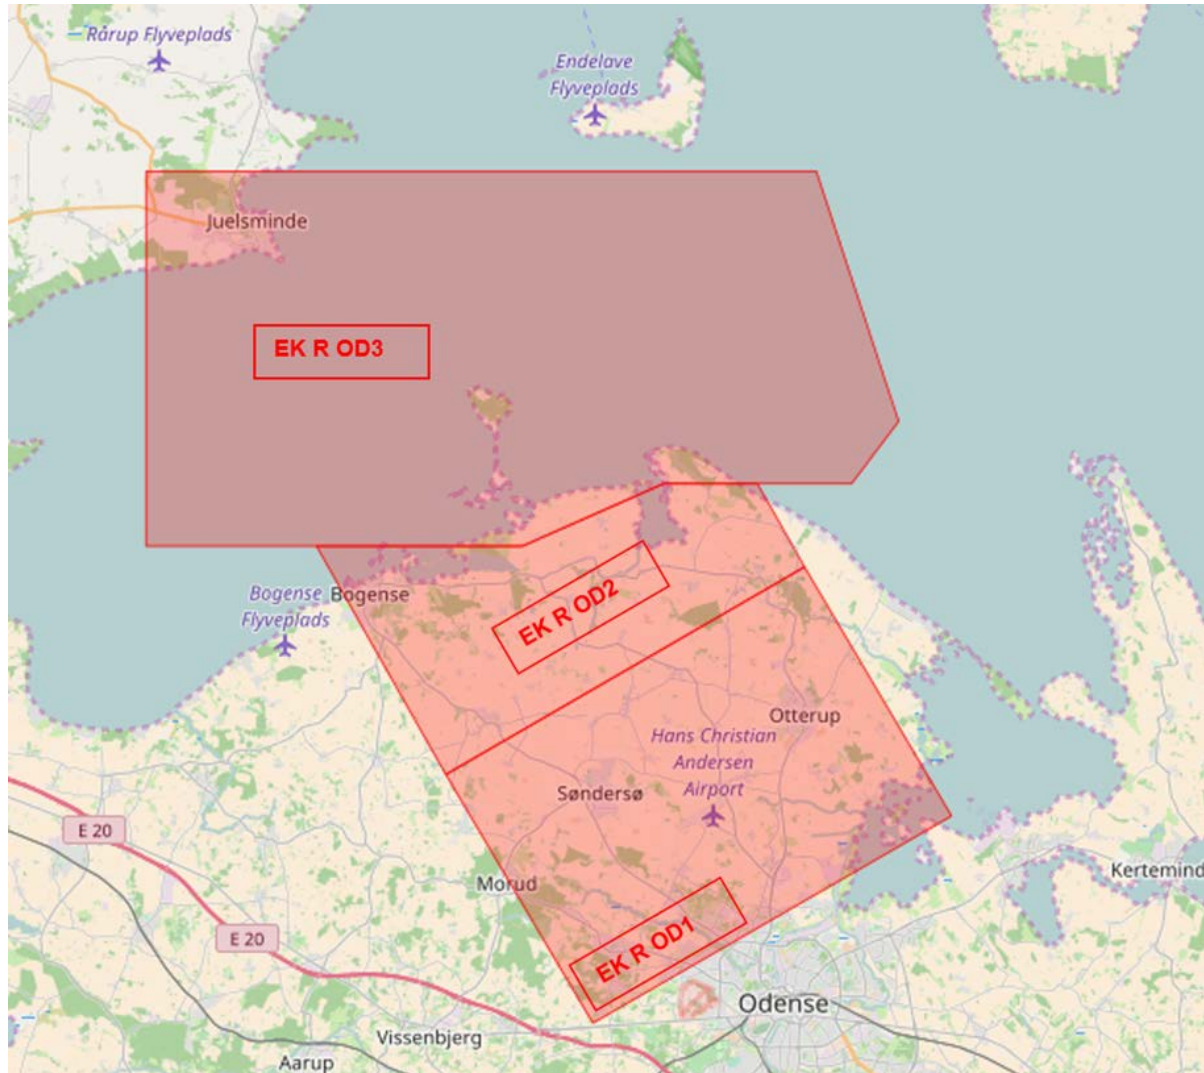 Rårup Flyveplads
Endelave
Flyveplads
Juelsminde
EK R OD3
EK R OD2
Bogense
Flyveplads
Bogense
Otterup
Hans Christian
Andersen
Airport
Søndersø
E 20
Morud
Kertemind
E 20
EK R OD1
Odense
Vissenbjerg
Aarup